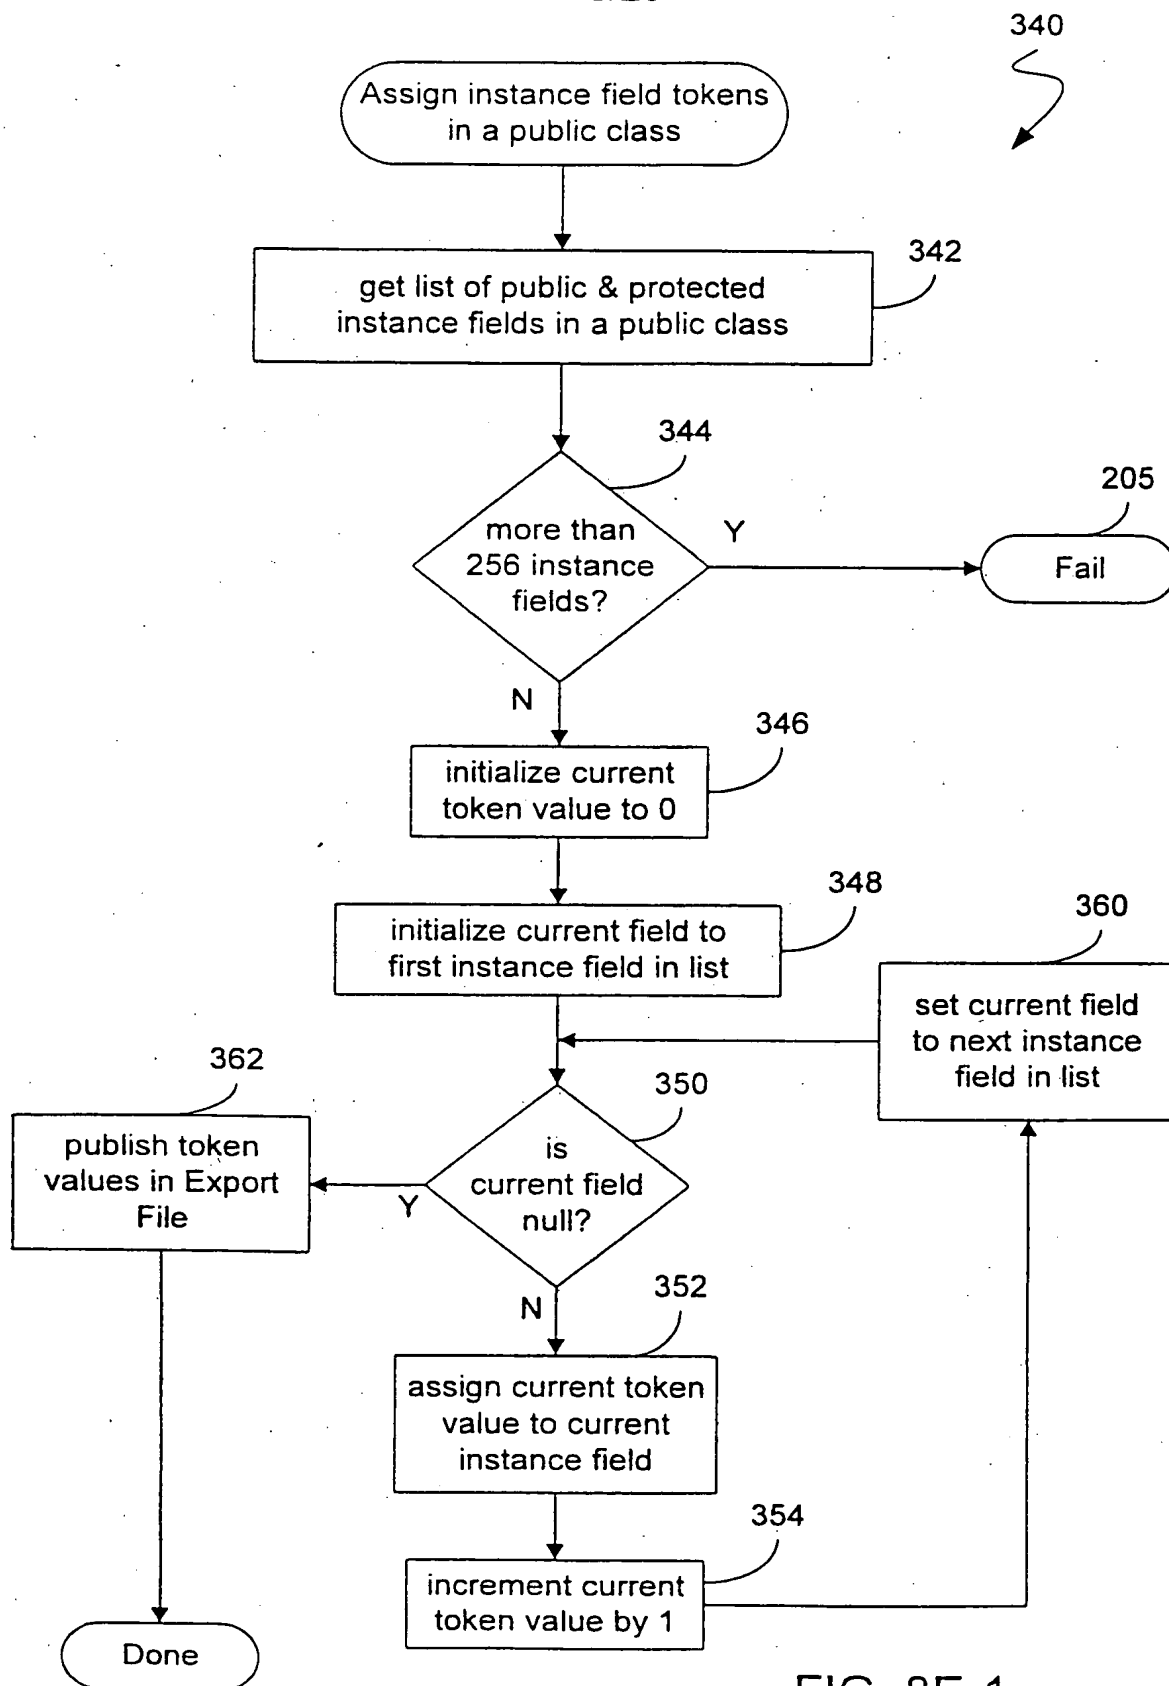 340
Assign instance field tokens
in a public class
342
get list of public & protected
instance fields in a public class
344
more than
256 instance
fields?
Y
205
Fail
N
346
initialize current
token value to 0
348
initialize current field to
first instance field in list
360
set current field
to next instance
field in list
362
publish token
values in Export
File
350
is
current field
null?
Y
N
352
assign current token
value to current
instance field
354
increment current
token value by 1
Done